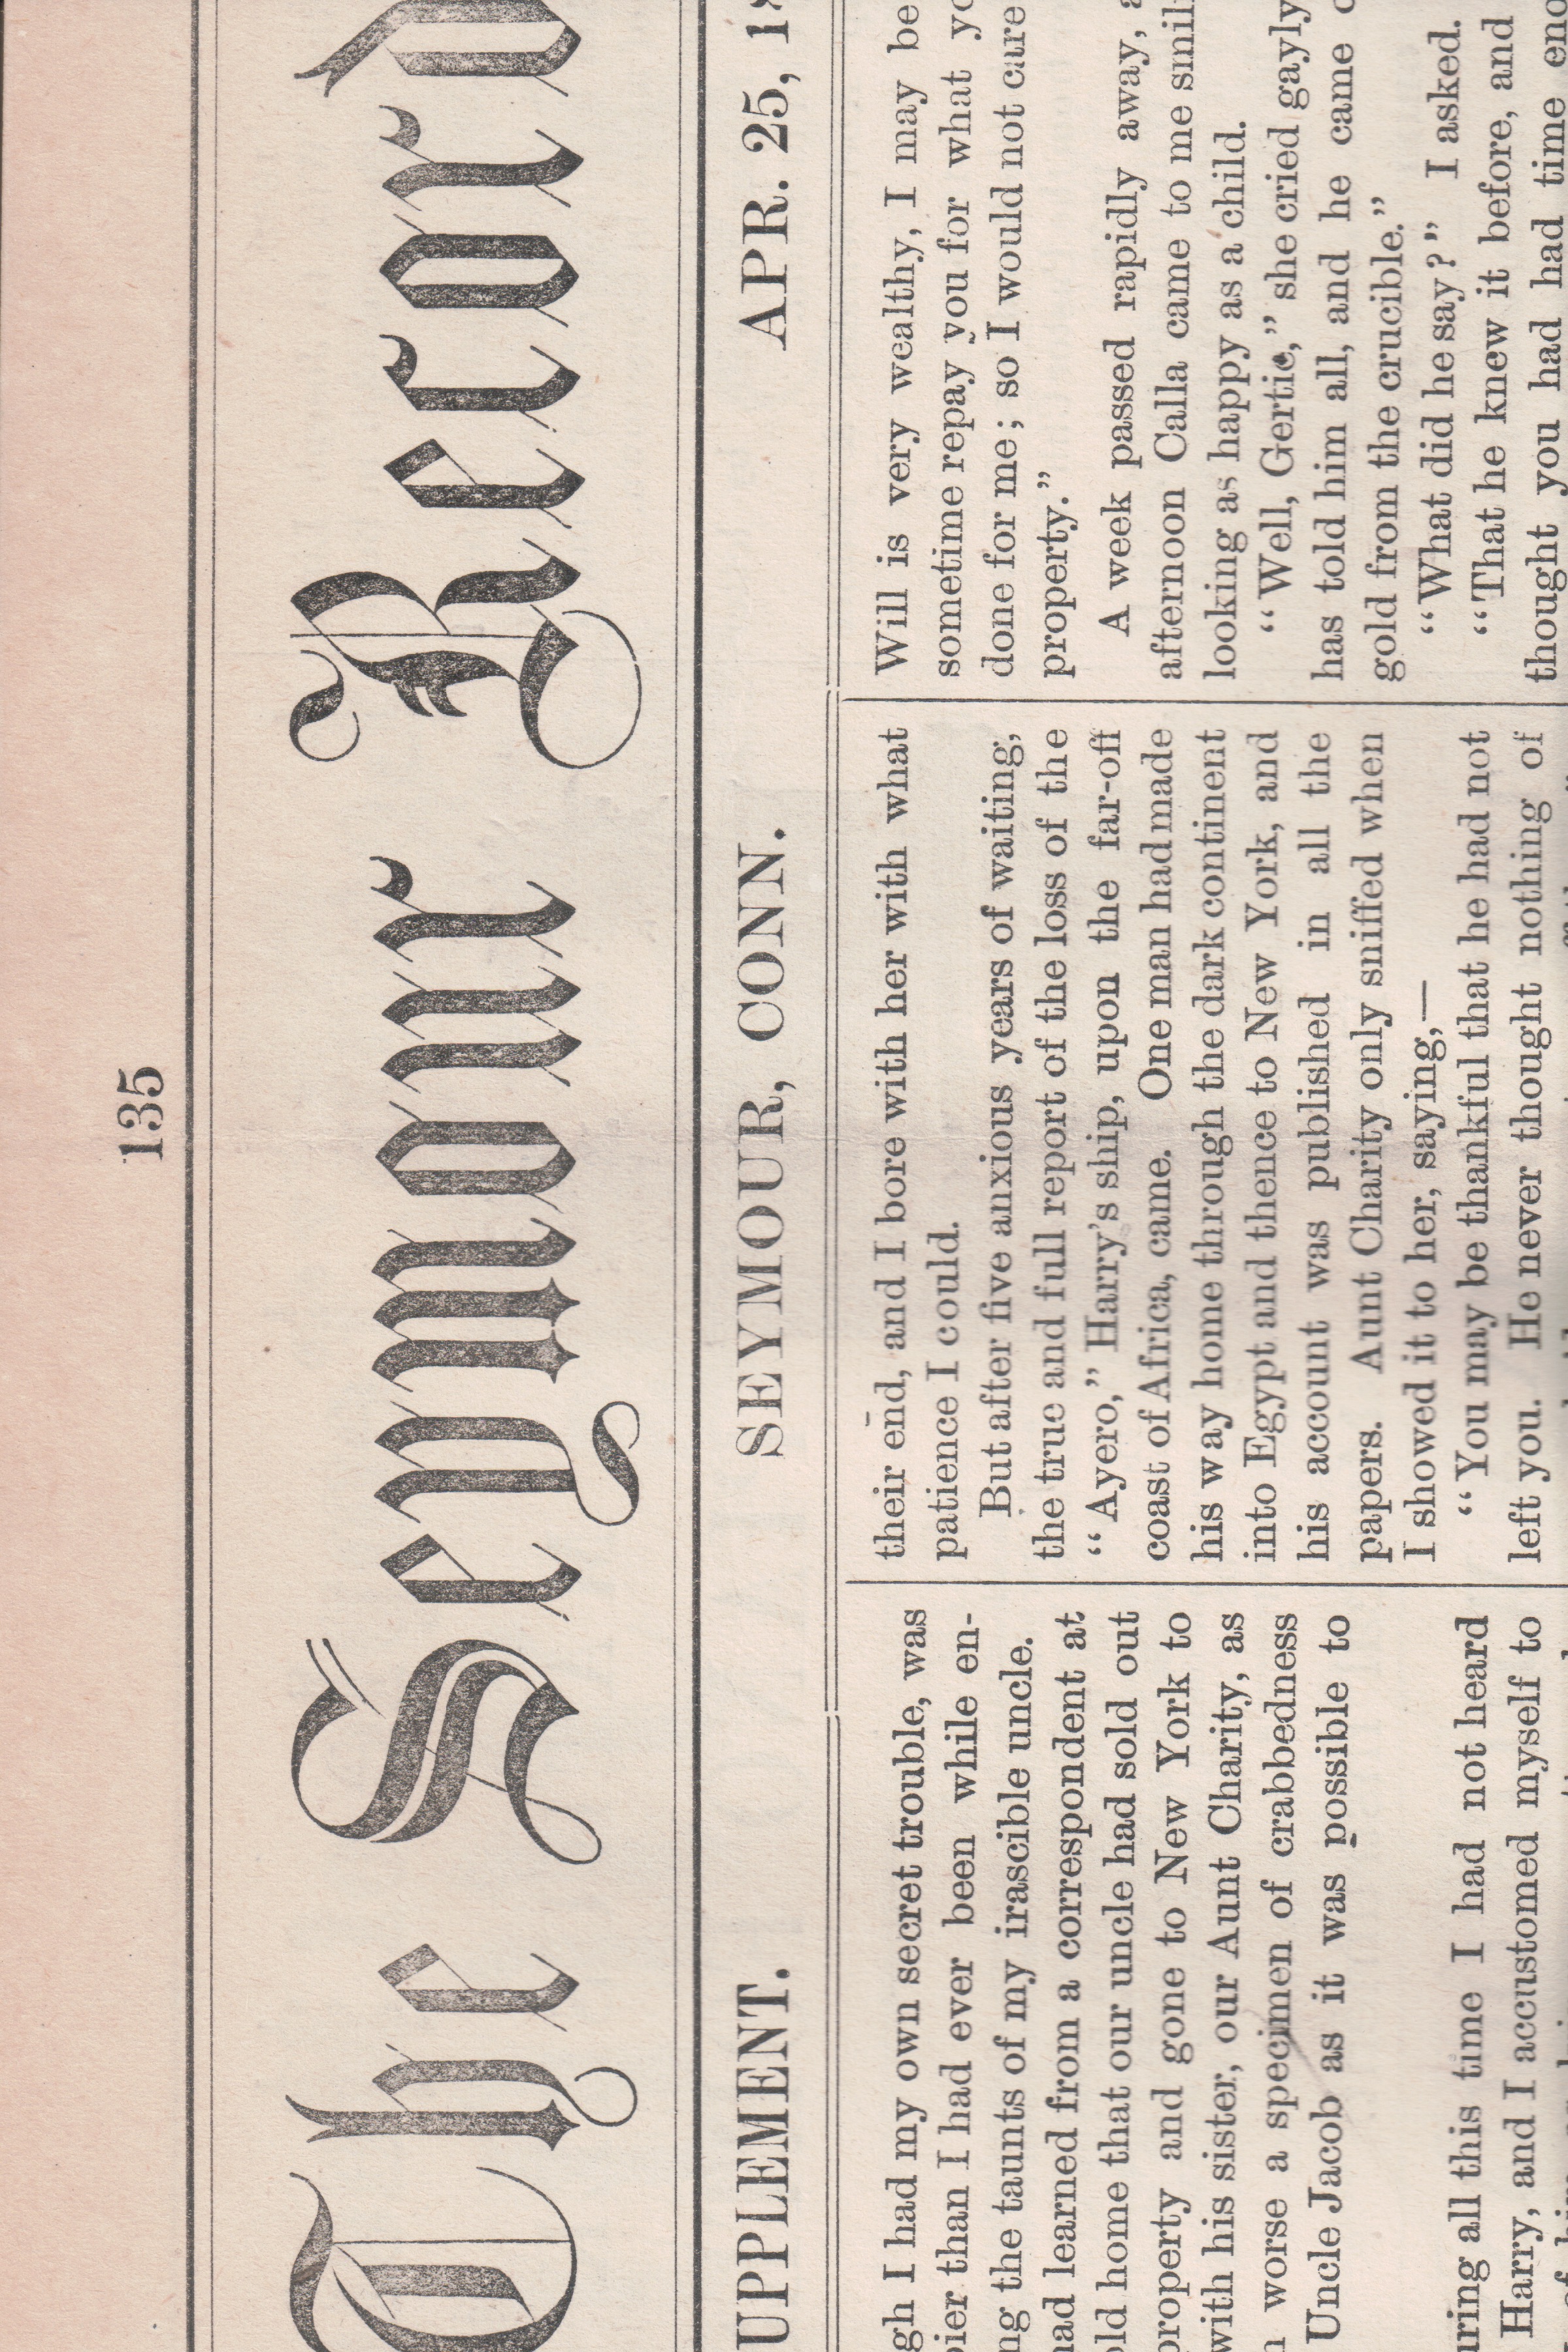 135
The Seymour Record
UPPLEMENT. SEYMOUR, CONN. APR. 25, 18
gh I had my own secret trouble, was
pier than I had ever been while en-
ng the taunts of my irascible uncle.
had learned from a correspondent at
old home that our uncle had sold out
property and gone to New York to
with his sister, our Aunt Charity, as
n worse a specimen of crabbedness
Uncle Jacob as it was possible to
uring all this time I had not heard
Harry, and I accustomed myself to
their end, and I bore with her with what
patience I could.
But after five anxious years of waiting,
the true and full report of the loss of the
“Ayero,” Harry’s ship, upon the far-off
coast of Africa, came. One man had made
his way home through the dark continent
into Egypt and thence to New York, and
his account was published in all the
papers. Aunt Charity only sniffed when
I showed it to her, saying,—
“You may be thankful that he had not
left you. He never thought nothing of
Will is very wealthy, I may be
sometime repay you for what yo
done for me; so I would not care
property.”
A week passed rapidly away, a
afternoon Calla came to me smili
looking as happy as a child.
“Well, Gertie,” she cried gayly
has told him all, and he came o
gold from the crucible.”
“What did he say?” I asked.
“That he knew it before, and
thought you had had time eno